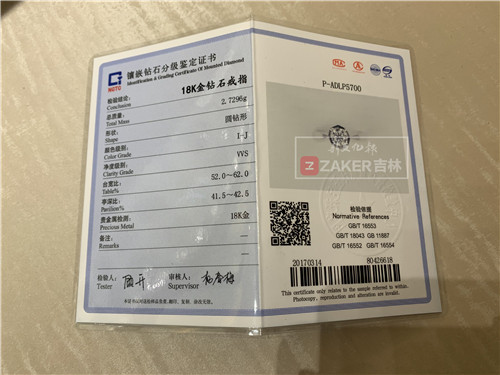 镶嵌钻石分级鉴定证书
Identification & Grading Certificate Of Mounted Diamond
NGTC
检验结论: 18K金钻石戒指
Conclusion
总质量: 2.7296g
Total Mass
形状: 圆钻形
Shape
颜色级别: I-J
Color Grade
净度级别: VVS
Clarity Grade
台宽比: 52.0~62.0
Table%
亭深比: 41.5~42.5
Pavilion%
贵金属检测: 18K金
Precious Metal
备注: —
Remarks
—
检验人: 审核人:
Tester Supervisor
P-ADLP5700
ZAKER吉林
检验依据
Normative References
GB/T 16553
GB/T 18043 GB 11887
GB/T 16552 GB/T 16554
20170314 80426618
This certificate only relates to the item listed within.
Photocopy, reproduction and alteration are invalid.